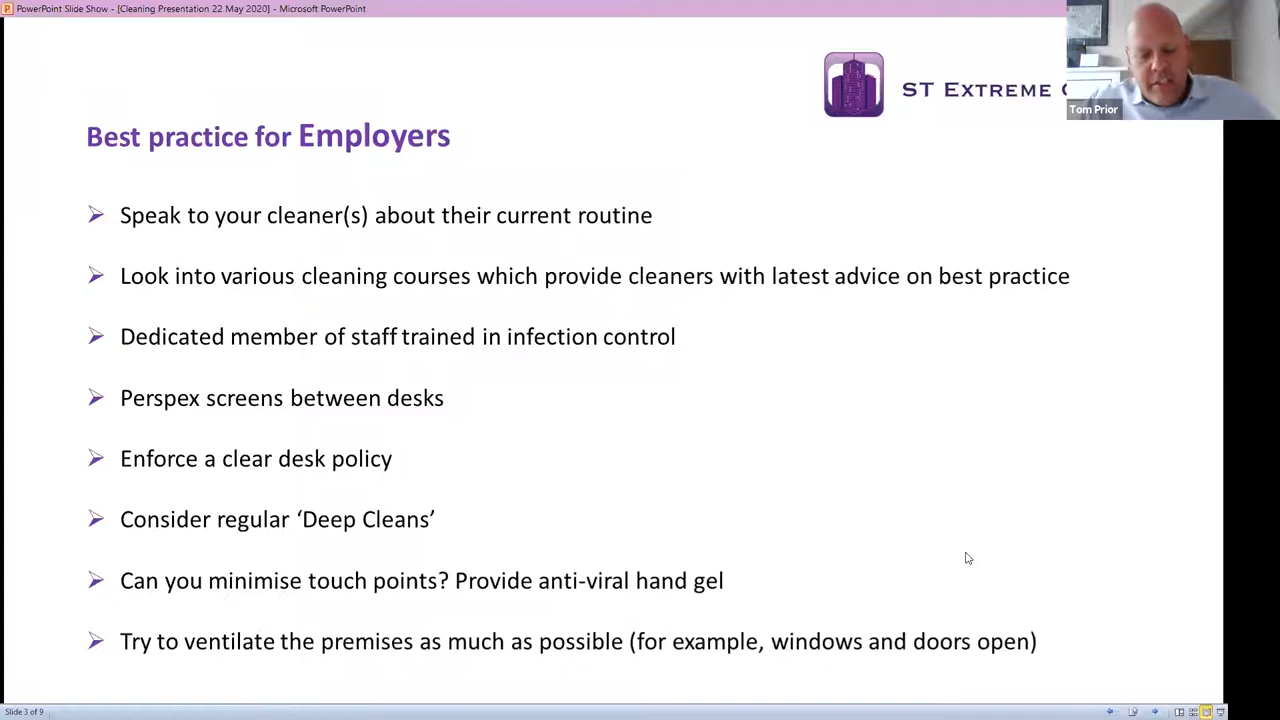 PowerPoint Slide Show - [Cleaning Presentation 22 May 2020] - Microsoft PowerPoint
ST EXTREME
Tom Prior
Best practice for Employers
Speak to your cleaner(s) about their current routine
Look into various cleaning courses which provide cleaners with latest advice on best practice
Dedicated member of staff trained in infection control
Perspex screens between desks
Enforce a clear desk policy
Consider regular ‘Deep Cleans’
Can you minimise touch points? Provide anti-viral hand gel
Try to ventilate the premises as much as possible (for example, windows and doors open)
Slide 3 of 9